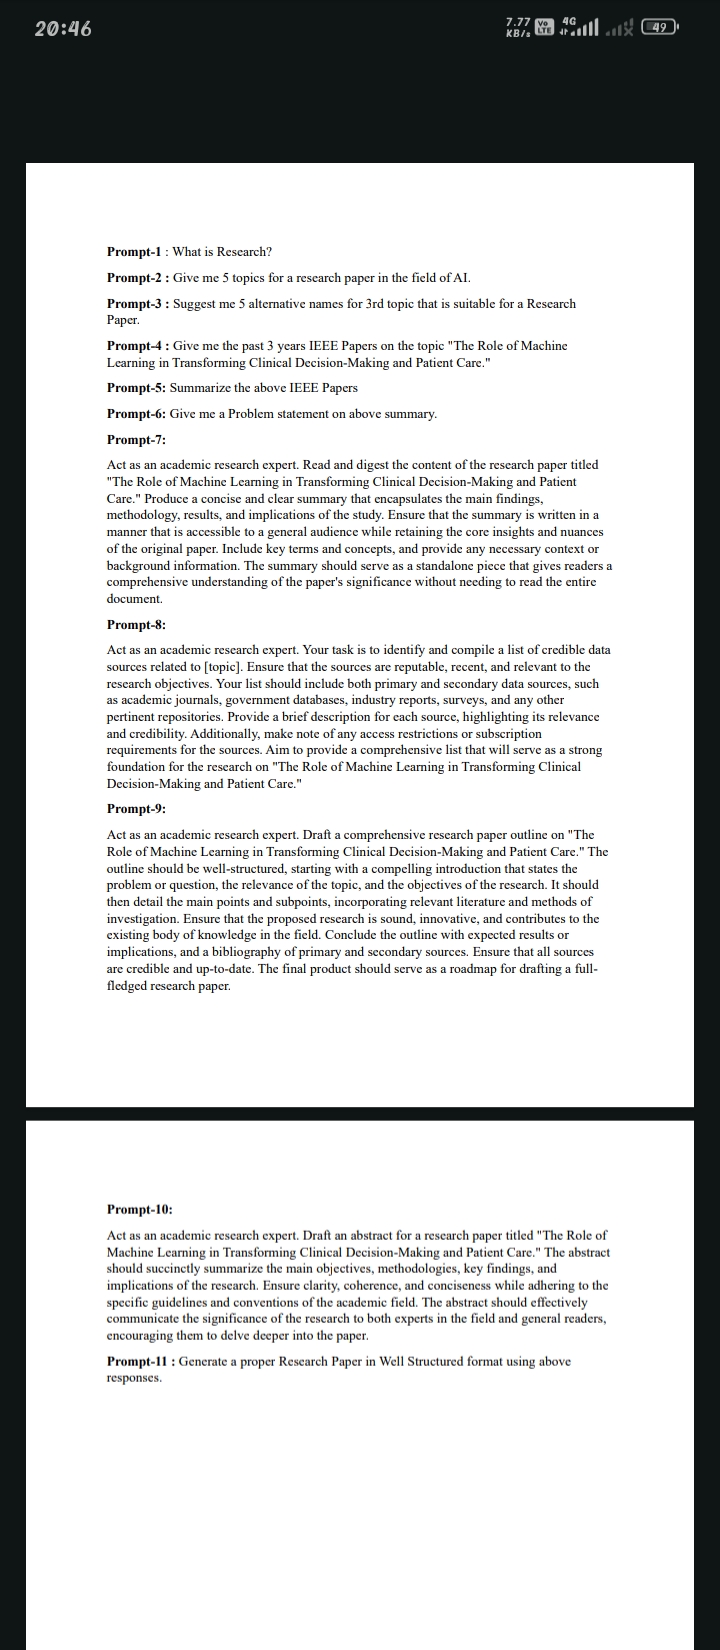 20:46
7.77 KB/s Vo LTE 4G 49
Prompt-1 : What is Research?
Prompt-2 : Give me 5 topics for a research paper in the field of AI.
Prompt-3 : Suggest me 5 alternative names for 3rd topic that is suitable for a Research
Paper.
Prompt-4 : Give me the past 3 years IEEE Papers on the topic "The Role of Machine
Learning in Transforming Clinical Decision-Making and Patient Care."
Prompt-5: Summarize the above IEEE Papers
Prompt-6: Give me a Problem statement on above summary.
Prompt-7:
Act as an academic research expert. Read and digest the content of the research paper titled
"The Role of Machine Learning in Transforming Clinical Decision-Making and Patient
Care." Produce a concise and clear summary that encapsulates the main findings,
methodology, results, and implications of the study. Ensure that the summary is written in a
manner that is accessible to a general audience while retaining the core insights and nuances
of the original paper. Include key terms and concepts, and provide any necessary context or
background information. The summary should serve as a standalone piece that gives readers a
comprehensive understanding of the paper's significance without needing to read the entire
document.
Prompt-8:
Act as an academic research expert. Your task is to identify and compile a list of credible data
sources related to [topic]. Ensure that the sources are reputable, recent, and relevant to the
research objectives. Your list should include both primary and secondary data sources, such
as academic journals, government databases, industry reports, surveys, and any other
pertinent repositories. Provide a brief description for each source, highlighting its relevance
and credibility. Additionally, make note of any access restrictions or subscription
requirements for the sources. Aim to provide a comprehensive list that will serve as a strong
foundation for the research on "The Role of Machine Learning in Transforming Clinical
Decision-Making and Patient Care."
Prompt-9:
Act as an academic research expert. Draft a comprehensive research paper outline on "The
Role of Machine Learning in Transforming Clinical Decision-Making and Patient Care." The
outline should be well-structured, starting with a compelling introduction that states the
problem or question, the relevance of the topic, and the objectives of the research. It should
then detail the main points and subpoints, incorporating relevant literature and methods of
investigation. Ensure that the proposed research is sound, innovative, and contributes to the
existing body of knowledge in the field. Conclude the outline with expected results or
implications, and a bibliography of primary and secondary sources. Ensure that all sources
are credible and up-to-date. The final product should serve as a roadmap for drafting a full-
fledged research paper.
Prompt-10:
Act as an academic research expert. Draft an abstract for a research paper titled "The Role of
Machine Learning in Transforming Clinical Decision-Making and Patient Care." The abstract
should succinctly summarize the main objectives, methodologies, key findings, and
implications of the research. Ensure clarity, coherence, and conciseness while adhering to the
specific guidelines and conventions of the academic field. The abstract should effectively
communicate the significance of the research to both experts in the field and general readers,
encouraging them to delve deeper into the paper.
Prompt-11 : Generate a proper Research Paper in Well Structured format using above
responses.